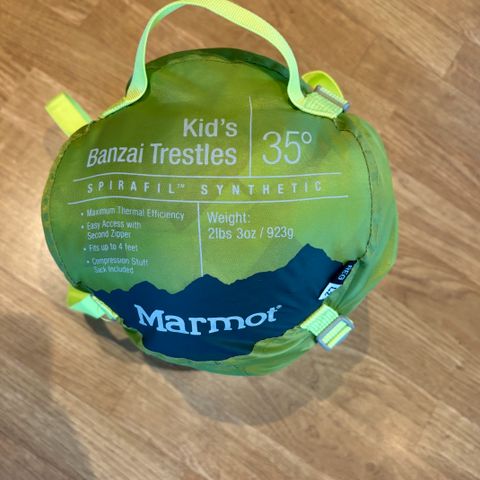 Kid's
Banzai Trestles
35°
SPIRAFIL™ SYNTHETIC
• Maximum Thermal Efficiency
• Easy Access with
Second Zipper
• Fits up to 4 feet
• Compression Stuff
Sack Included
Weight:
2lbs 3oz / 923g
Marmot®